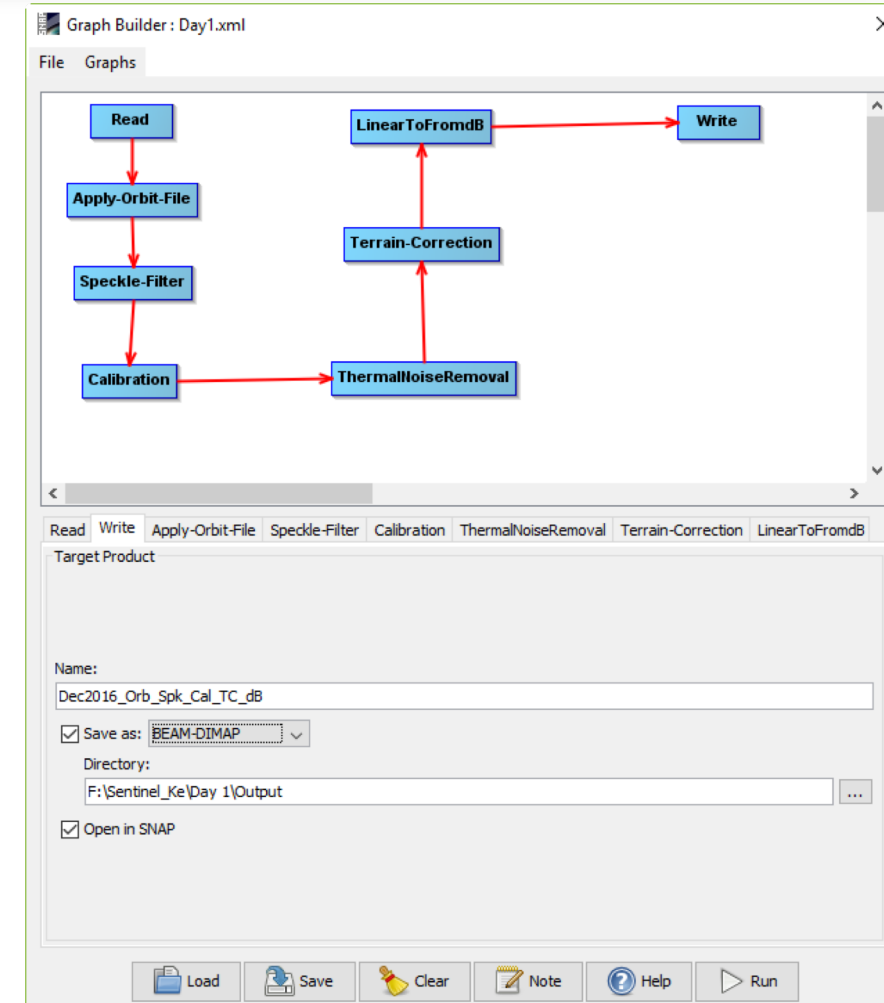 Graph Builder : Day1.xml
File Graphs
Read
LinearToFromdB
Write
Apply-Orbit-File
Terrain-Correction
Speckle-Filter
Calibration
ThermalNoiseRemoval
Read Write Apply-Orbit-File Speckle-Filter Calibration ThermalNoiseRemoval Terrain-Correction LinearToFromdB
Target Product
Name:
Dec2016_Orb_Spk_Cal_TC_dB
Save as: BEAM-DIMAP
Directory:
F:\Sentinel_Ke\Day 1\Output
...
Open in SNAP
Load Save Clear Note Help Run